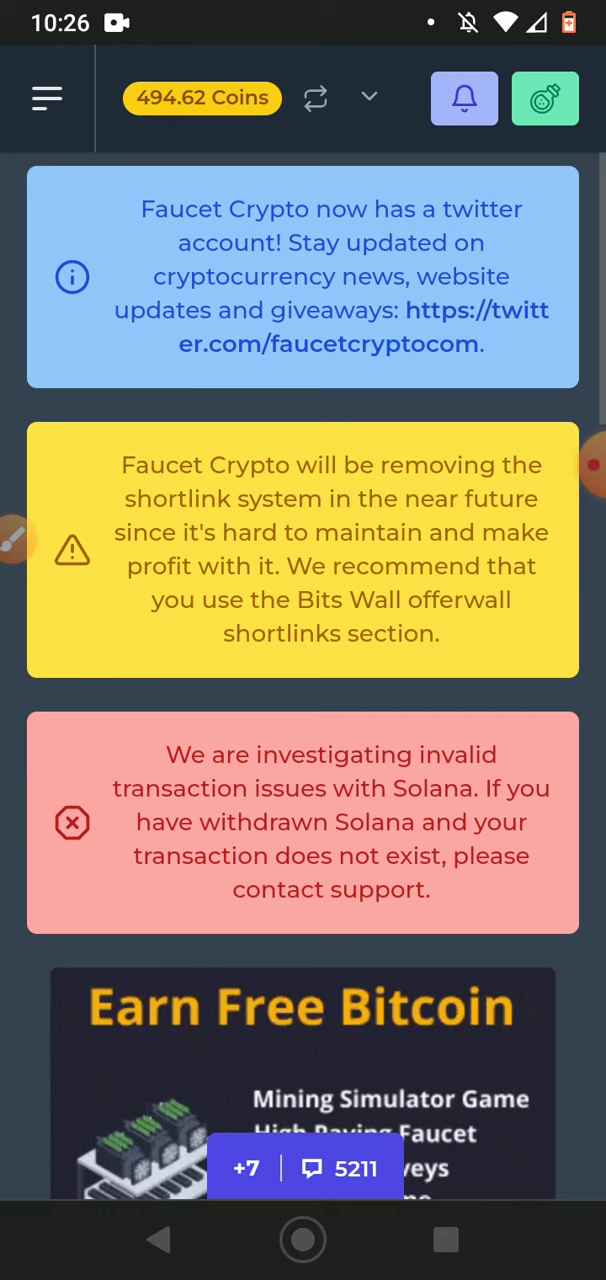 10:26
494.62 Coins
Faucet Crypto now has a twitter
account! Stay updated on
cryptocurrency news, website
updates and giveaways: https://twitt
er.com/faucetcryptocom.
Faucet Crypto will be removing the
shortlink system in the near future
since it's hard to maintain and make
profit with it. We recommend that
you use the Bits Wall offerwall
shortlinks section.
We are investigating invalid
transaction issues with Solana. If you
have withdrawn Solana and your
transaction does not exist, please
contact support.
Earn Free Bitcoin
Mining Simulator Game
High Paying Faucet
+7 5211